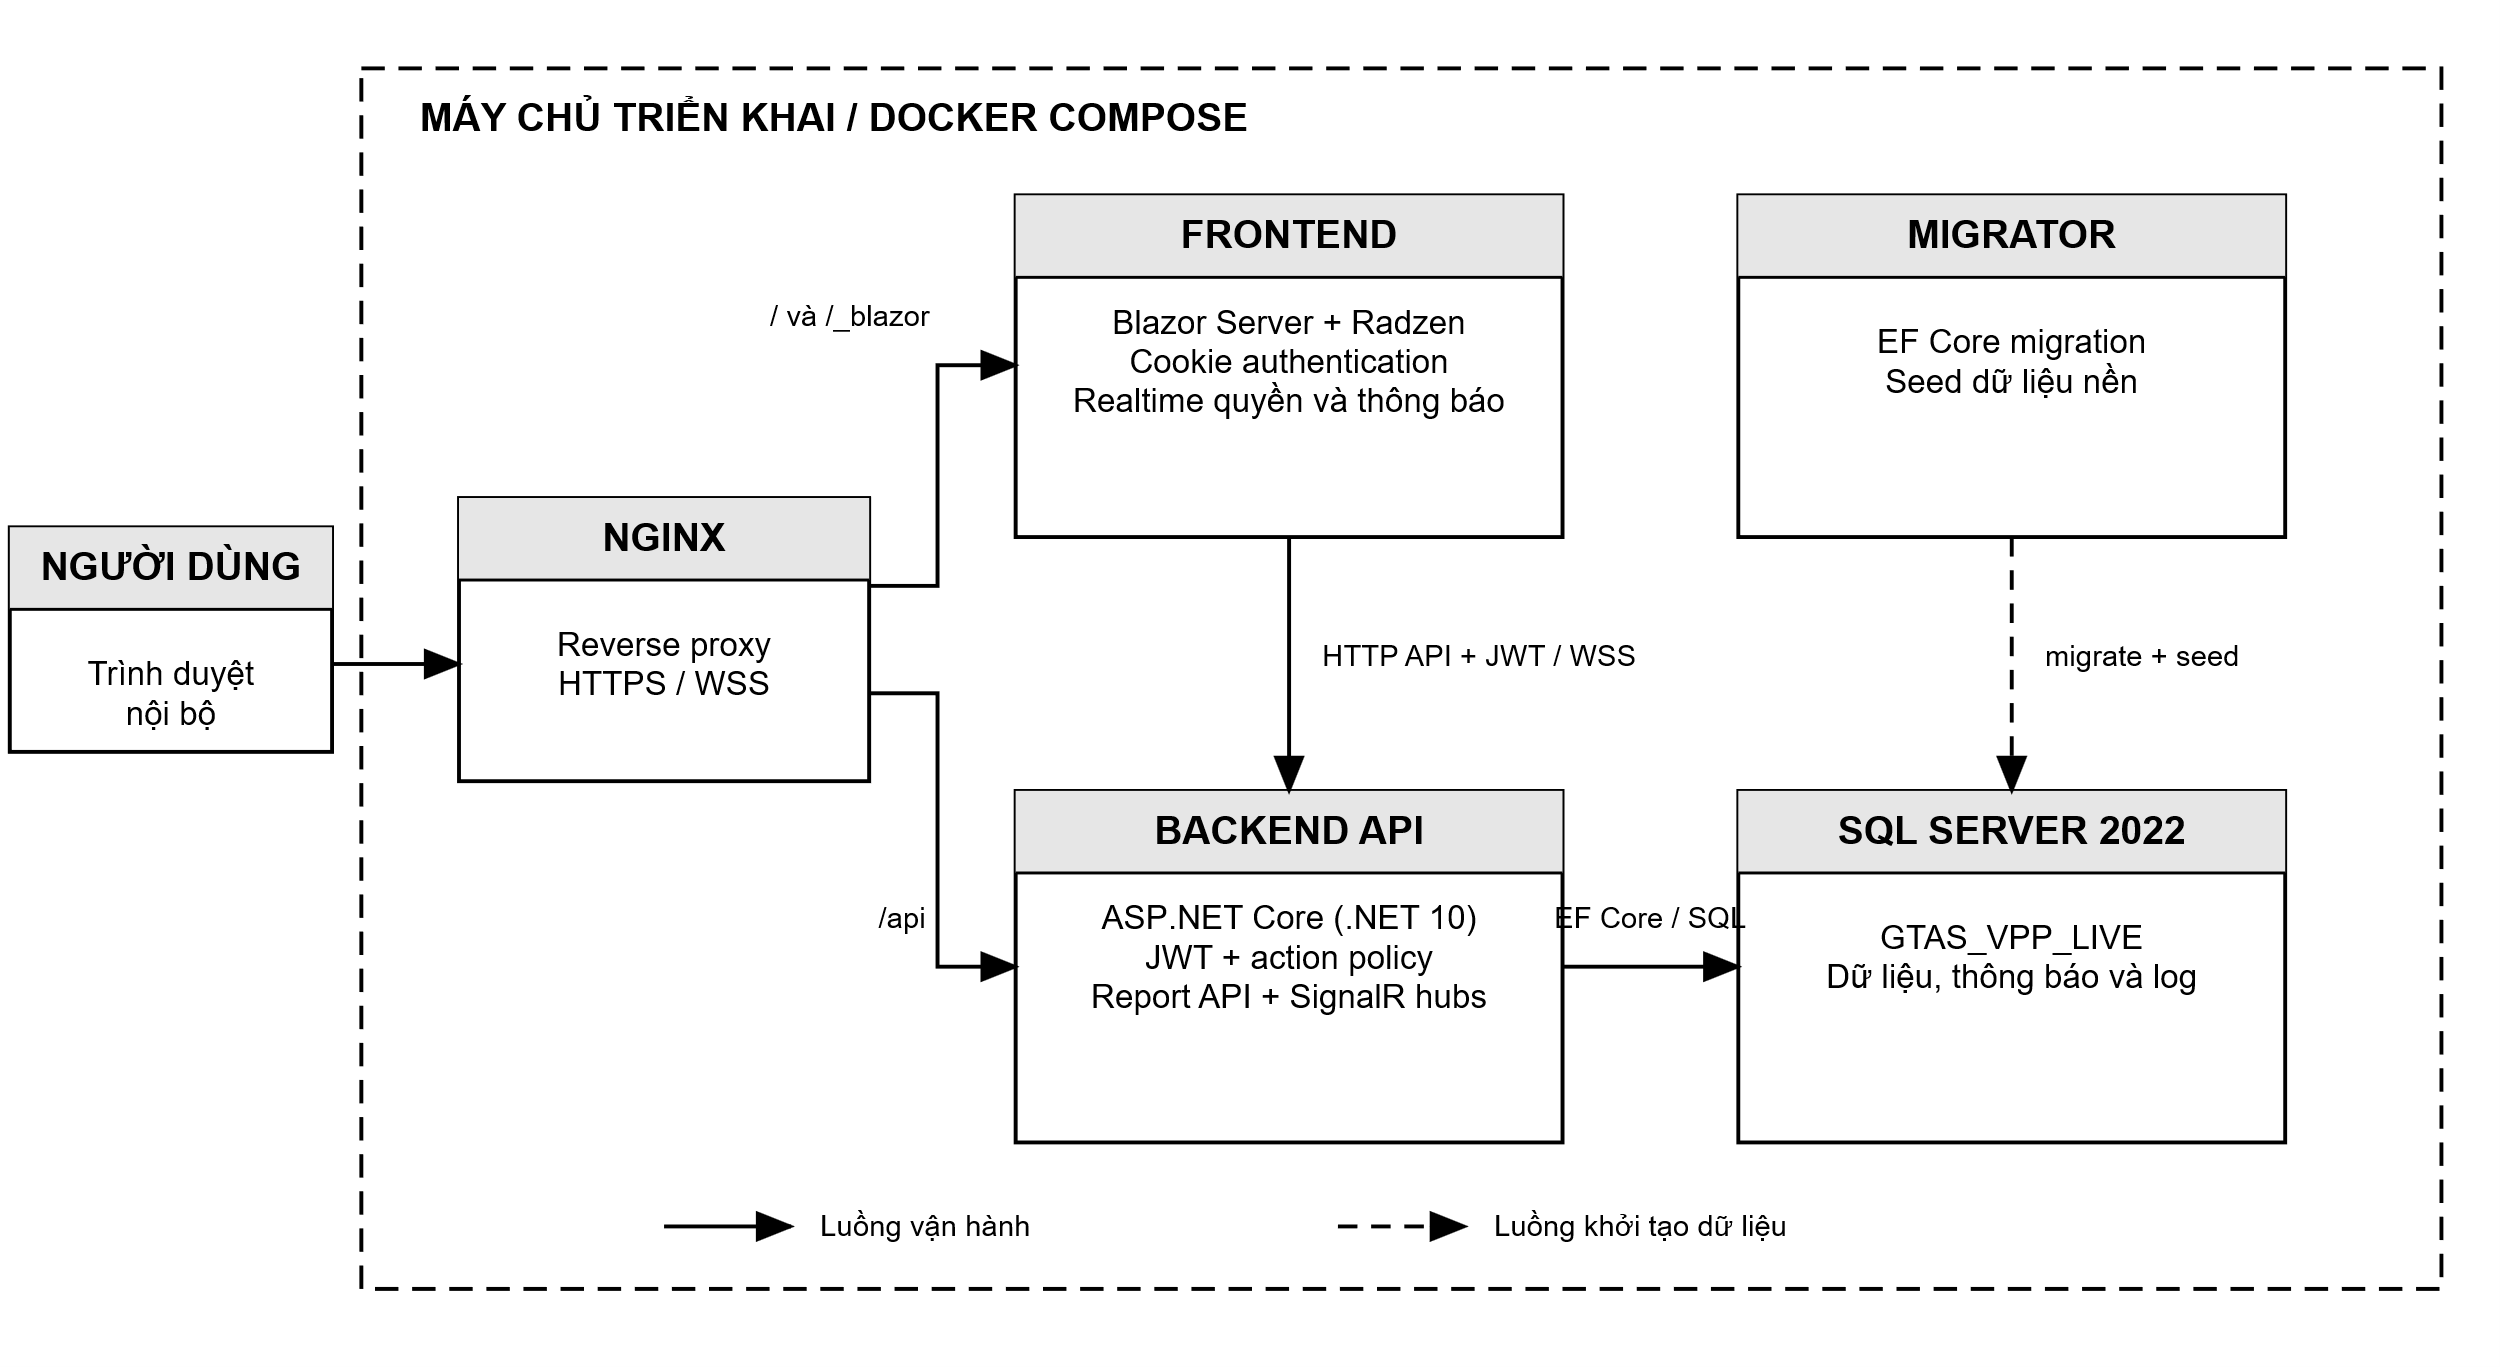 MÁY CHỦ TRIỂN KHAI / DOCKER COMPOSE
NGƯỜI DÙNG
Trình duyệt
nội bộ
NGINX
Reverse proxy
HTTPS / WSS
/ và /_blazor
/api
FRONTEND
Blazor Server + Radzen
Cookie authentication
Realtime quyền và thông báo
HTTP API + JWT / WSS
BACKEND API
ASP.NET Core (.NET 10)
JWT + action policy
Report API + SignalR hubs
EF Core / SQL
MIGRATOR
EF Core migration
Seed dữ liệu nền
migrate + seed
SQL SERVER 2022
GTAS_VPP_LIVE
Dữ liệu, thông báo và log
Luồng vận hành
Luồng khởi tạo dữ liệu